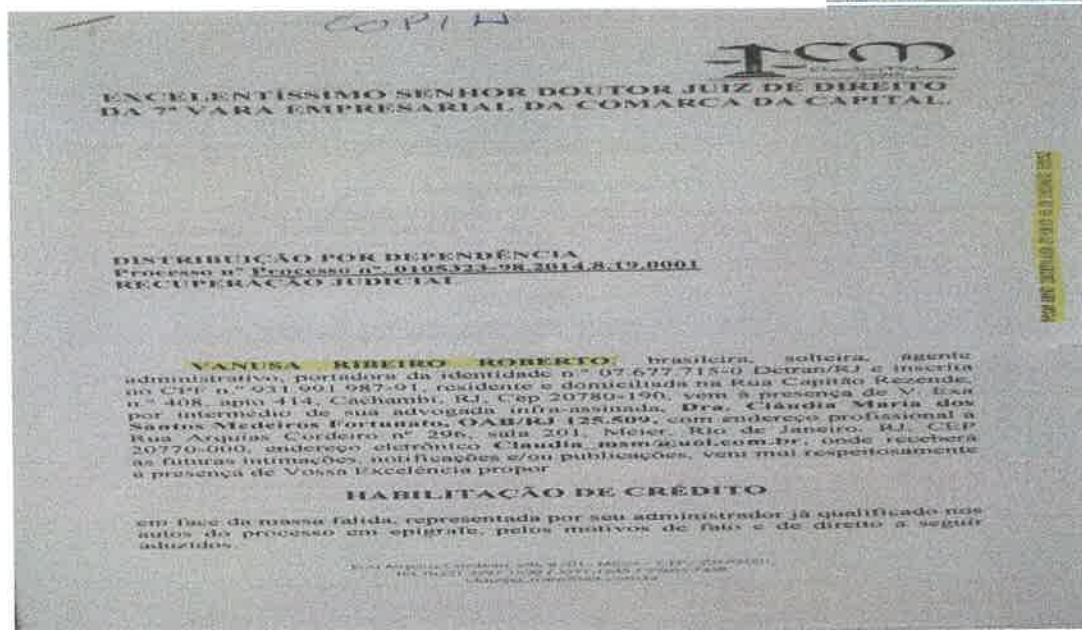 COPIA
CM
EXCELENTÍSSIMO SENHOR DOUTOR JUIZ DE DIREITO
DA 7ª VARA EMPRESARIAL DA COMARCA DA CAPITAL.
DISTRIBUIÇÃO POR DEPENDÊNCIA
Processo nº Processo nº. 0105323-98.2014.8.19.0001
RECUPERAÇÃO JUDICIAL
VANUSA RIBEIRO ROBERTO, brasileira, solteira, agente
administrativo, portadora da identidade n.º 07.677.715-0 Detran/RJ e inscrita
no CPF n.º 931.991.987-91, residente e domiciliada na Rua Capitão Rezende,
n.º 408, apto 414, Cachambi, RJ, Cep 20780-190, vem à presença de V. Exa
por intermédio de sua advogada infra-assinada, Dra. Cláudia Maria dos
Santos Medeiros Fortunato, OAB/RJ 125.509, com endereço profissional à
Rua Arquias Cordeiro nº 296, sala 201, Méier, Rio de Janeiro, RJ, CEP
20770-000, endereço eletrônico Claudia_msm@uol.com.br, onde receberá
as futuras intimações, notificações e/ou publicações, vem mui respeitosamente
à presença de Vossa Excelência propor
HABILITAÇÃO DE CRÉDITO
em face da massa falida, representada por seu administrador já qualificado nos
autos do processo em epígrafe, pelos motivos de fato e de direito a seguir
aduzidos.